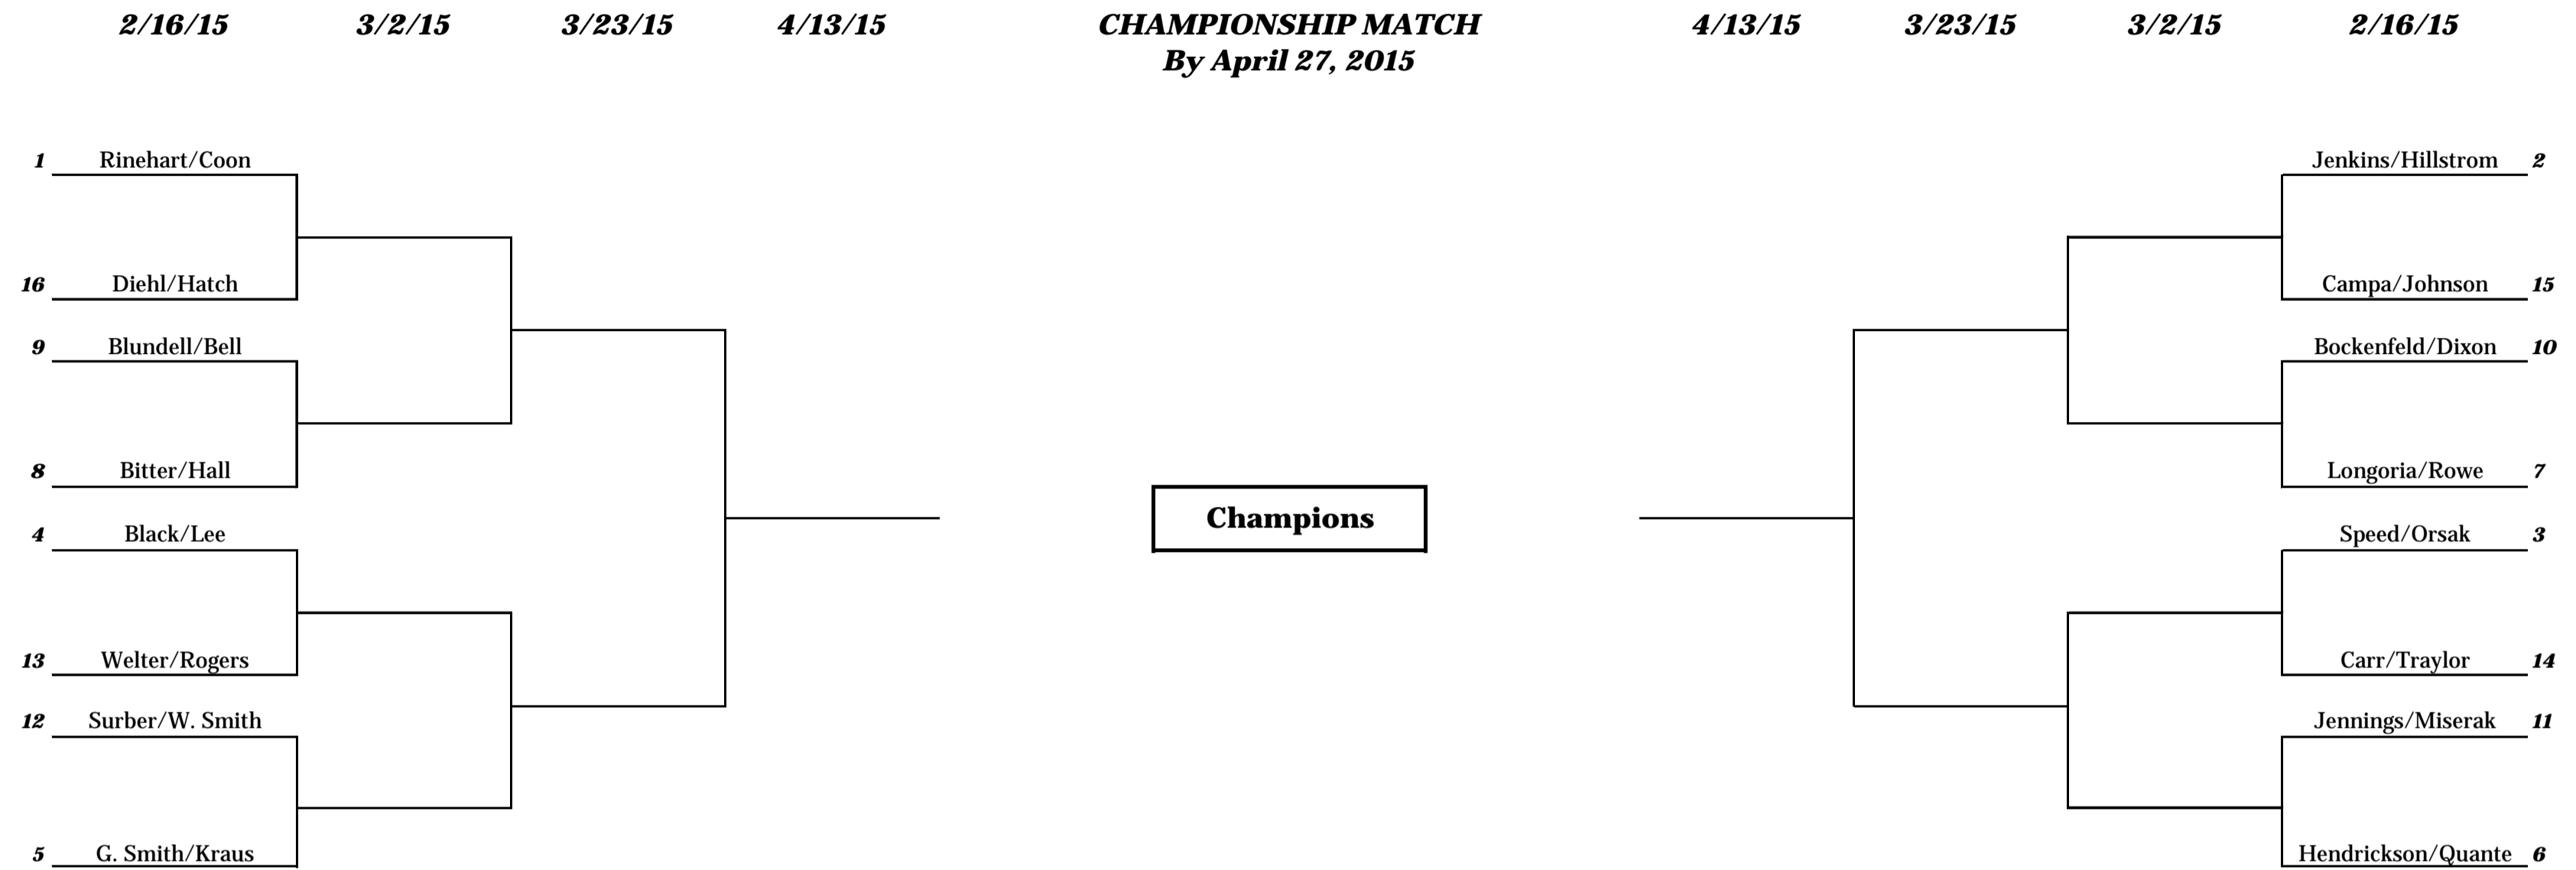 2/16/15 3/2/15 3/23/15 4/13/15 CHAMPIONSHIP MATCH 4/13/15 3/23/15 3/2/15 2/16/15
By April 27, 2015
1 Rinehart/Coon Jenkins/Hillstrom 2
16 Diehl/Hatch Campa/Johnson 15
9 Blundell/Bell Bockenfeld/Dixon 10
8 Bitter/Hall Longoria/Rowe 7
Champions
4 Black/Lee Speed/Orsak 3
13 Welter/Rogers Carr/Traylor 14
12 Surber/W. Smith Jennings/Miserak 11
5 G. Smith/Kraus Hendrickson/Quante 6